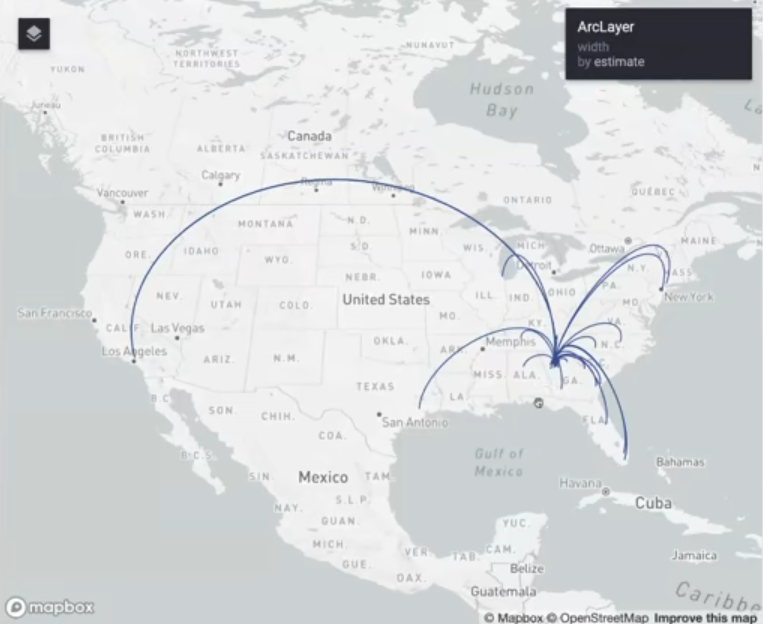 ArcLayer
width
by estimate
NUNAVUT
NORTHWEST
TERRITORIES
YUKON
Hudson
Bay
Juneau
Canada
BRITISH
COLUMBIA
ALBERTA
SASKATCHEWAN
Calgary
Regina
Winnipeg
Vancouver
QUÉBEC
ONTARIO
WASH.
MONTANA
N.D.
MINN.
Ottawa
MAINE
ORE.
IDAHO
S.D.
WIS.
MICH
Detroit
WYO.
N.Y.
ASS
NEBR.
IOWA
PA.
New York
NEV.
UTAH
COLO.
United States
ILL.
IND.
OHIO
MD.
San Francisco
CALIF
Las Vegas
MO.
KY.
VA.
Los Angeles
ARIZ.
N.M.
OKLA.
ARK.
Memphis
N.C.
TEXAS
MISS.
ALA.
GA.
B.C.
SON.
CHIH.
San Antonio
LA.
FLA
COA.
B.C.S.
Gulf of
Mexico
Bahamas
SIN.
Mexico
TAM.
Havana
Cuba
S.L.P.
NAY.
GUAN.
YUC.
MICH.
VER.
TAB.
CAM.
Jamaica
GUE.
OAX.
Belize
Guatemala
Caribbe
mapbox
© Mapbox © OpenStreetMap Improve this map